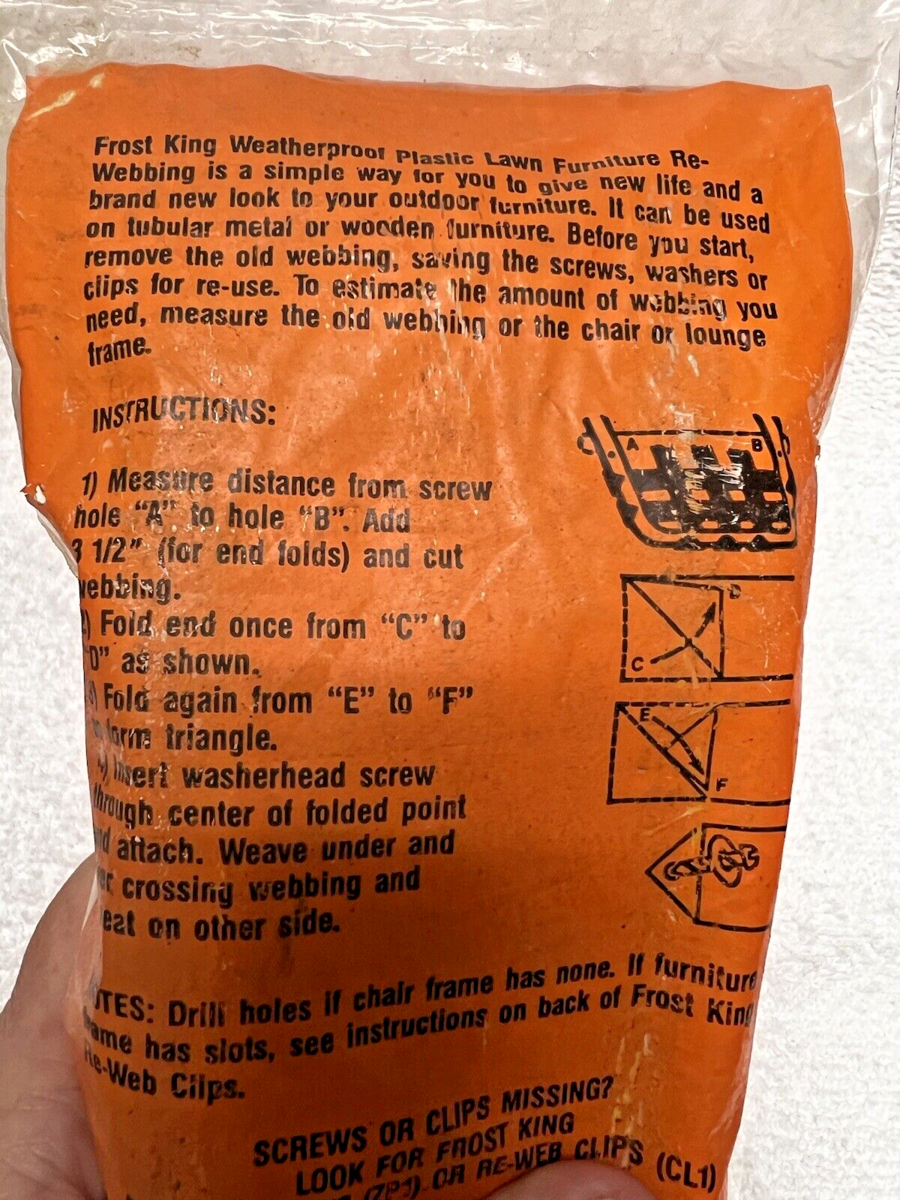 Frost King Weatherproof Plastic Lawn Furniture Re-
Webbing is a simple way for you to give new life and a
brand new look to your outdoor furniture. It can be used
on tubular metal or wooden furniture. Before you start,
remove the old webbing, saving the screws, washers or
clips for re-use. To estimate the amount of webbing you
need, measure the old webbing or the chair or lounge
frame.
INSTRUCTIONS:
1) Measure distance from screw
hole "A" to hole "B". Add
3 1/2" (for end folds) and cut
webbing.
) Fold end once from "C" to
"D" as shown.
) Fold again from "E" to "F"
form triangle.
4) Insert washerhead screw
through center of folded point
and attach. Weave under and
crossing webbing and
eat on other side.
A B
D
C
E
F
NOTES: Drill holes if chair frame has none. If furniture
frame has slots, see instructions on back of Frost King
Re-Web Clips.
SCREWS OR CLIPS MISSING?
LOOK FOR FROST KING
OR RE-WEB CLIPS (CL1)